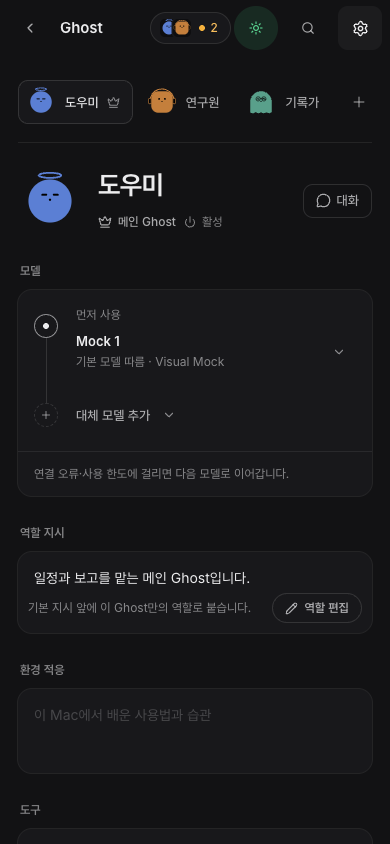 Ghost
2
도우미
연구원
기록가
도우미
메인 Ghost
활성
대화
모델
먼저 사용
Mock 1
기본 모델 따름 · Visual Mock
대체 모델 추가
연결 오류·사용 한도에 걸리면 다음 모델로 이어갑니다.
역할 지시
일정과 보고를 맡는 메인 Ghost입니다.
기본 지시 앞에 이 Ghost만의 역할로 붙습니다.
역할 편집
환경 적응
이 Mac에서 배운 사용법과 습관
도구